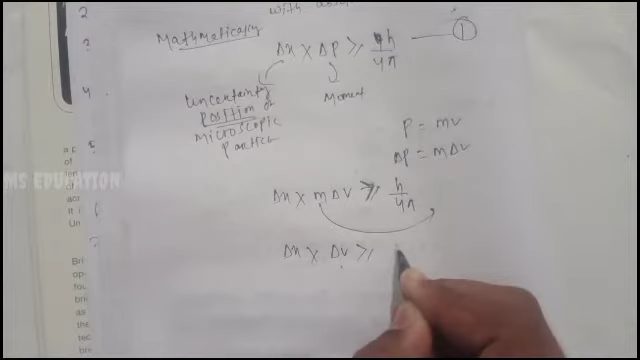 with
Mathematically
Δx × Δp ≥ h/4π ——— ①
Uncertainty
position of
microscopic
particle
Moment
P = mv
Δp = mΔv
MS EDUCATION
Δx × mΔv ≥ h/4π
Δx × Δv ≥